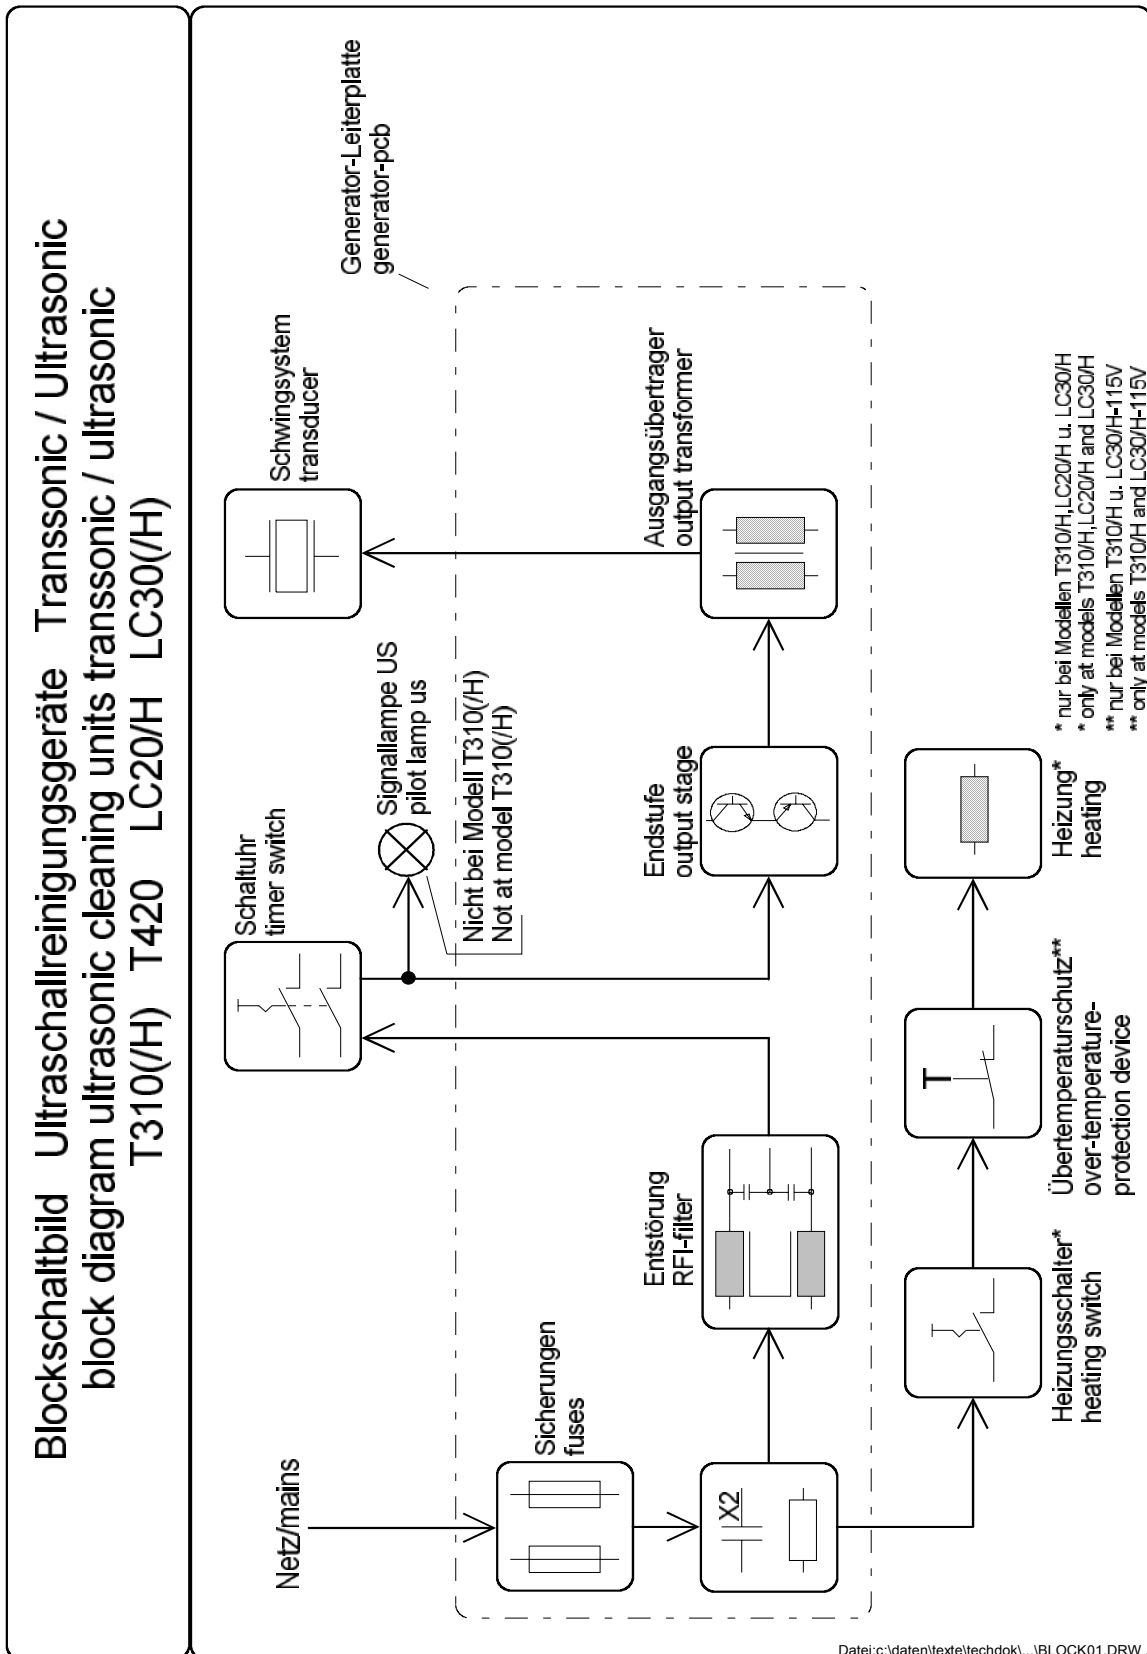 Blockschaltbild Ultraschallreinigungsgeräte Transsonic / Ultrasonic
block diagram ultrasonic cleaning units transsonic / ultrasonic
T310(/H) T420 LC20/H LC30(/H)
Netz/mains
Schaltuhr
timer switch
Schwingsystem
transducer
Generator-Leiterplatte
generator-pcb
Signallampe US
pilot lamp us
Nicht bei Modell T310(/H)
Not at model T310(/H)
Sicherungen
fuses
X2
Entstörung
RFI-filter
Endstufe
output stage
Ausgangsübertrager
output transformer
T
Heizungsschalter*
heating switch
Übertemperaturschutz**
over-temperature-
protection device
Heizung*
heating
* nur bei Modellen T310/H,LC20/H u. LC30/H
* only at models T310/H,LC20/H and LC30/H
** nur bei Modellen T310/H u. LC30/H-115V
** only at models T310/H and LC30/H-115V
Datei:c:\daten\texte\techdok\...\BLOCK01.DRW